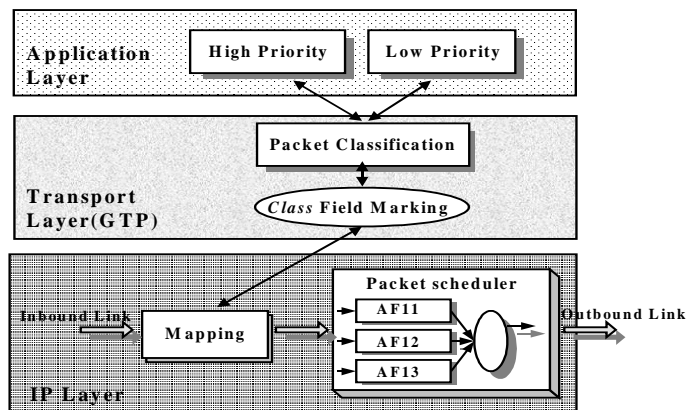 High Priority
Low Priority
Application
Layer
Packet Classification
Class Field Marking
Transport
Layer(GTP)
Packet scheduler
Inbound Link
Mapping
AF11
AF12
AF13
Outbound Link
IP Layer